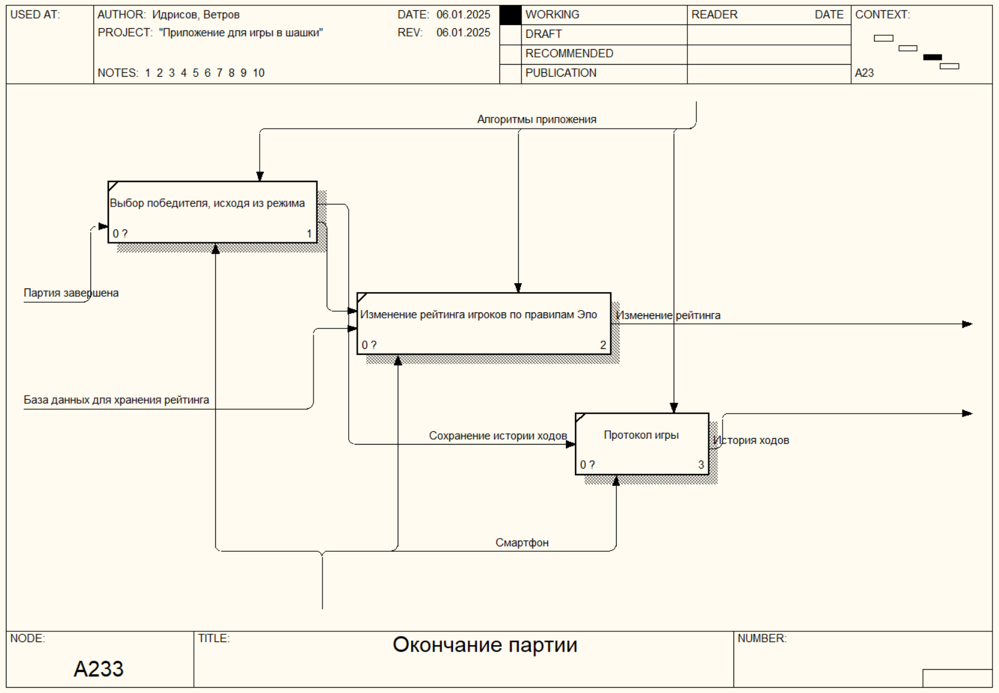 USED AT:
AUTHOR: Идрисов, Ветров
DATE: 06.01.2025
PROJECT: "Приложение для игры в шашки"
REV: 06.01.2025
NOTES: 1 2 3 4 5 6 7 8 9 10
WORKING
DRAFT
RECOMMENDED
PUBLICATION
READER
DATE
CONTEXT:
A23
Алгоритмы приложения
Выбор победителя, исходя из режима
0 ?
1
Партия завершена
Изменение рейтинга игроков по правилам Эло
0 ?
2
Изменение рейтинга
База данных для хранения рейтинга
Сохранение истории ходов
Протокол игры
0 ?
3
История ходов
Смартфон
NODE:
A233
TITLE:
Окончание партии
NUMBER: